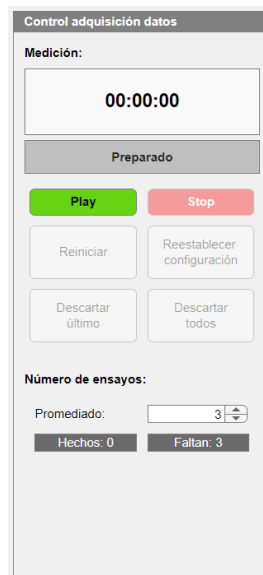 Control adquisición datos
Medición:
00:00:00
Preparado
Play Stop
Reiniciar Reestablecer configuración
Descartar último Descartar todos
Número de ensayos:
Promediado: 3
Hechos: 0 Faltan: 3